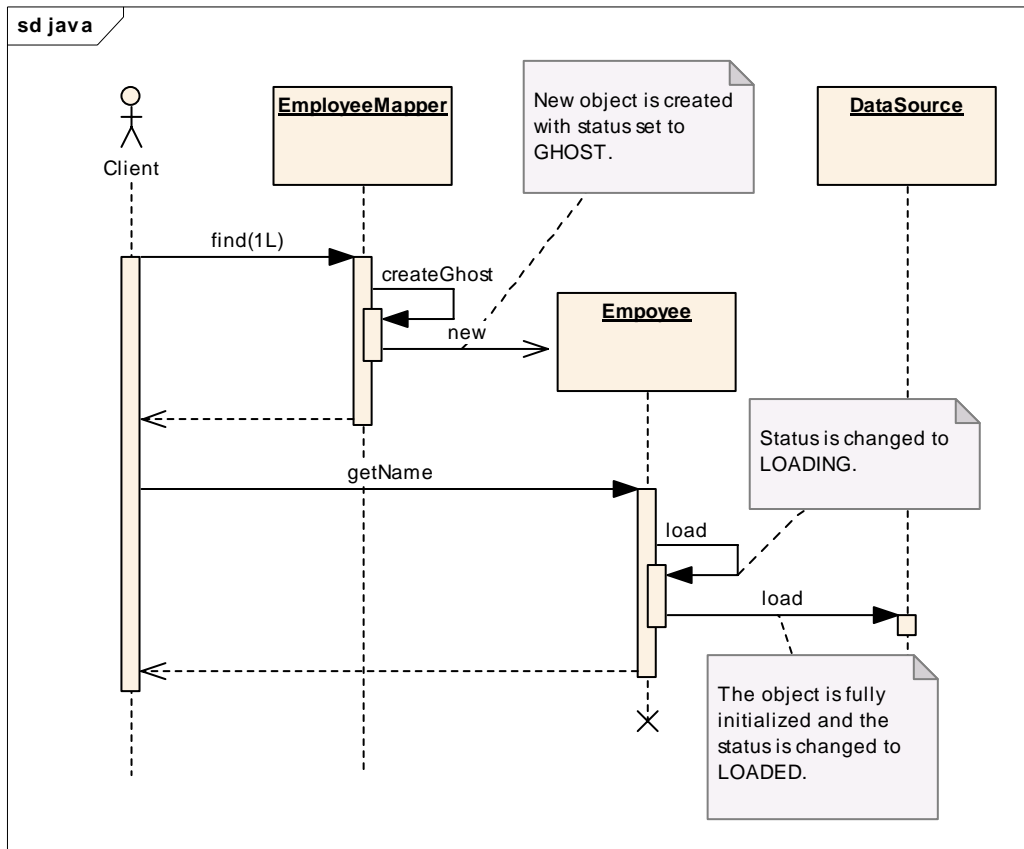 sd java
Client
EmployeeMapper
New object is created
with status set to
GHOST.
DataSource
find(1L)
createGhost
new
Empoyee
Status is changed to
LOADING.
getName
load
load
The object is fully
initialized and the
status is changed to
LOADED.